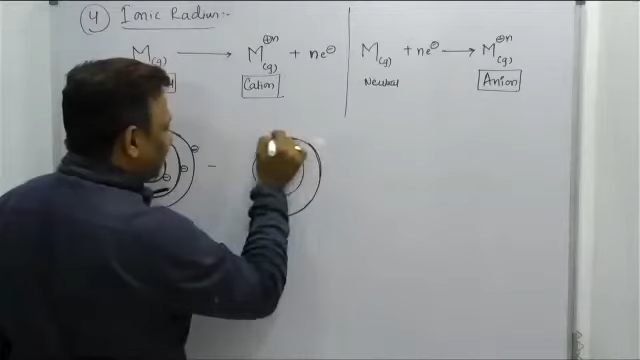 4 Ionic Radius:-
M(g) ⟶ M⊕n(g) + ne⊖
Cation
M(g) + ne⊖ ⟶ M⊕n(g)
Neutral
Anion
⊖ ⊖ ⊖ -